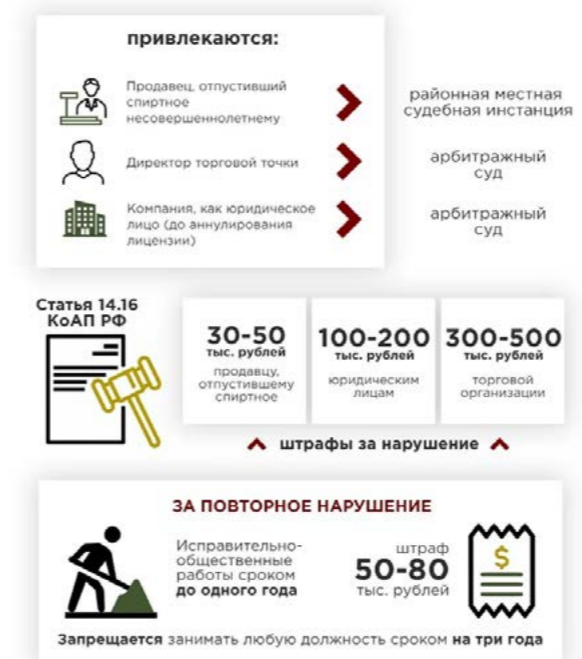 привлекаются:
Продавец, отпустивший
спиртное
несовершеннолетнему
районная местная
судебная инстанция
Директор торговой точки
арбитражный
суд
Компания, как юридическое
лицо (до аннулирования
лицензии)
арбитражный
суд
Статья 14.16
КоАП РФ
30-50
тыс. рублей
продавцу,
отпустившему
спиртное
100-200
тыс. рублей
юридическим
лицам
300-500
тыс. рублей
торговой
организации
штрафы за нарушение
ЗА ПОВТОРНОЕ НАРУШЕНИЕ
Исправительно-
общественные
работы сроком
до одного года
штраф
50-80
тыс. рублей
$
Запрещается занимать любую должность сроком на три года